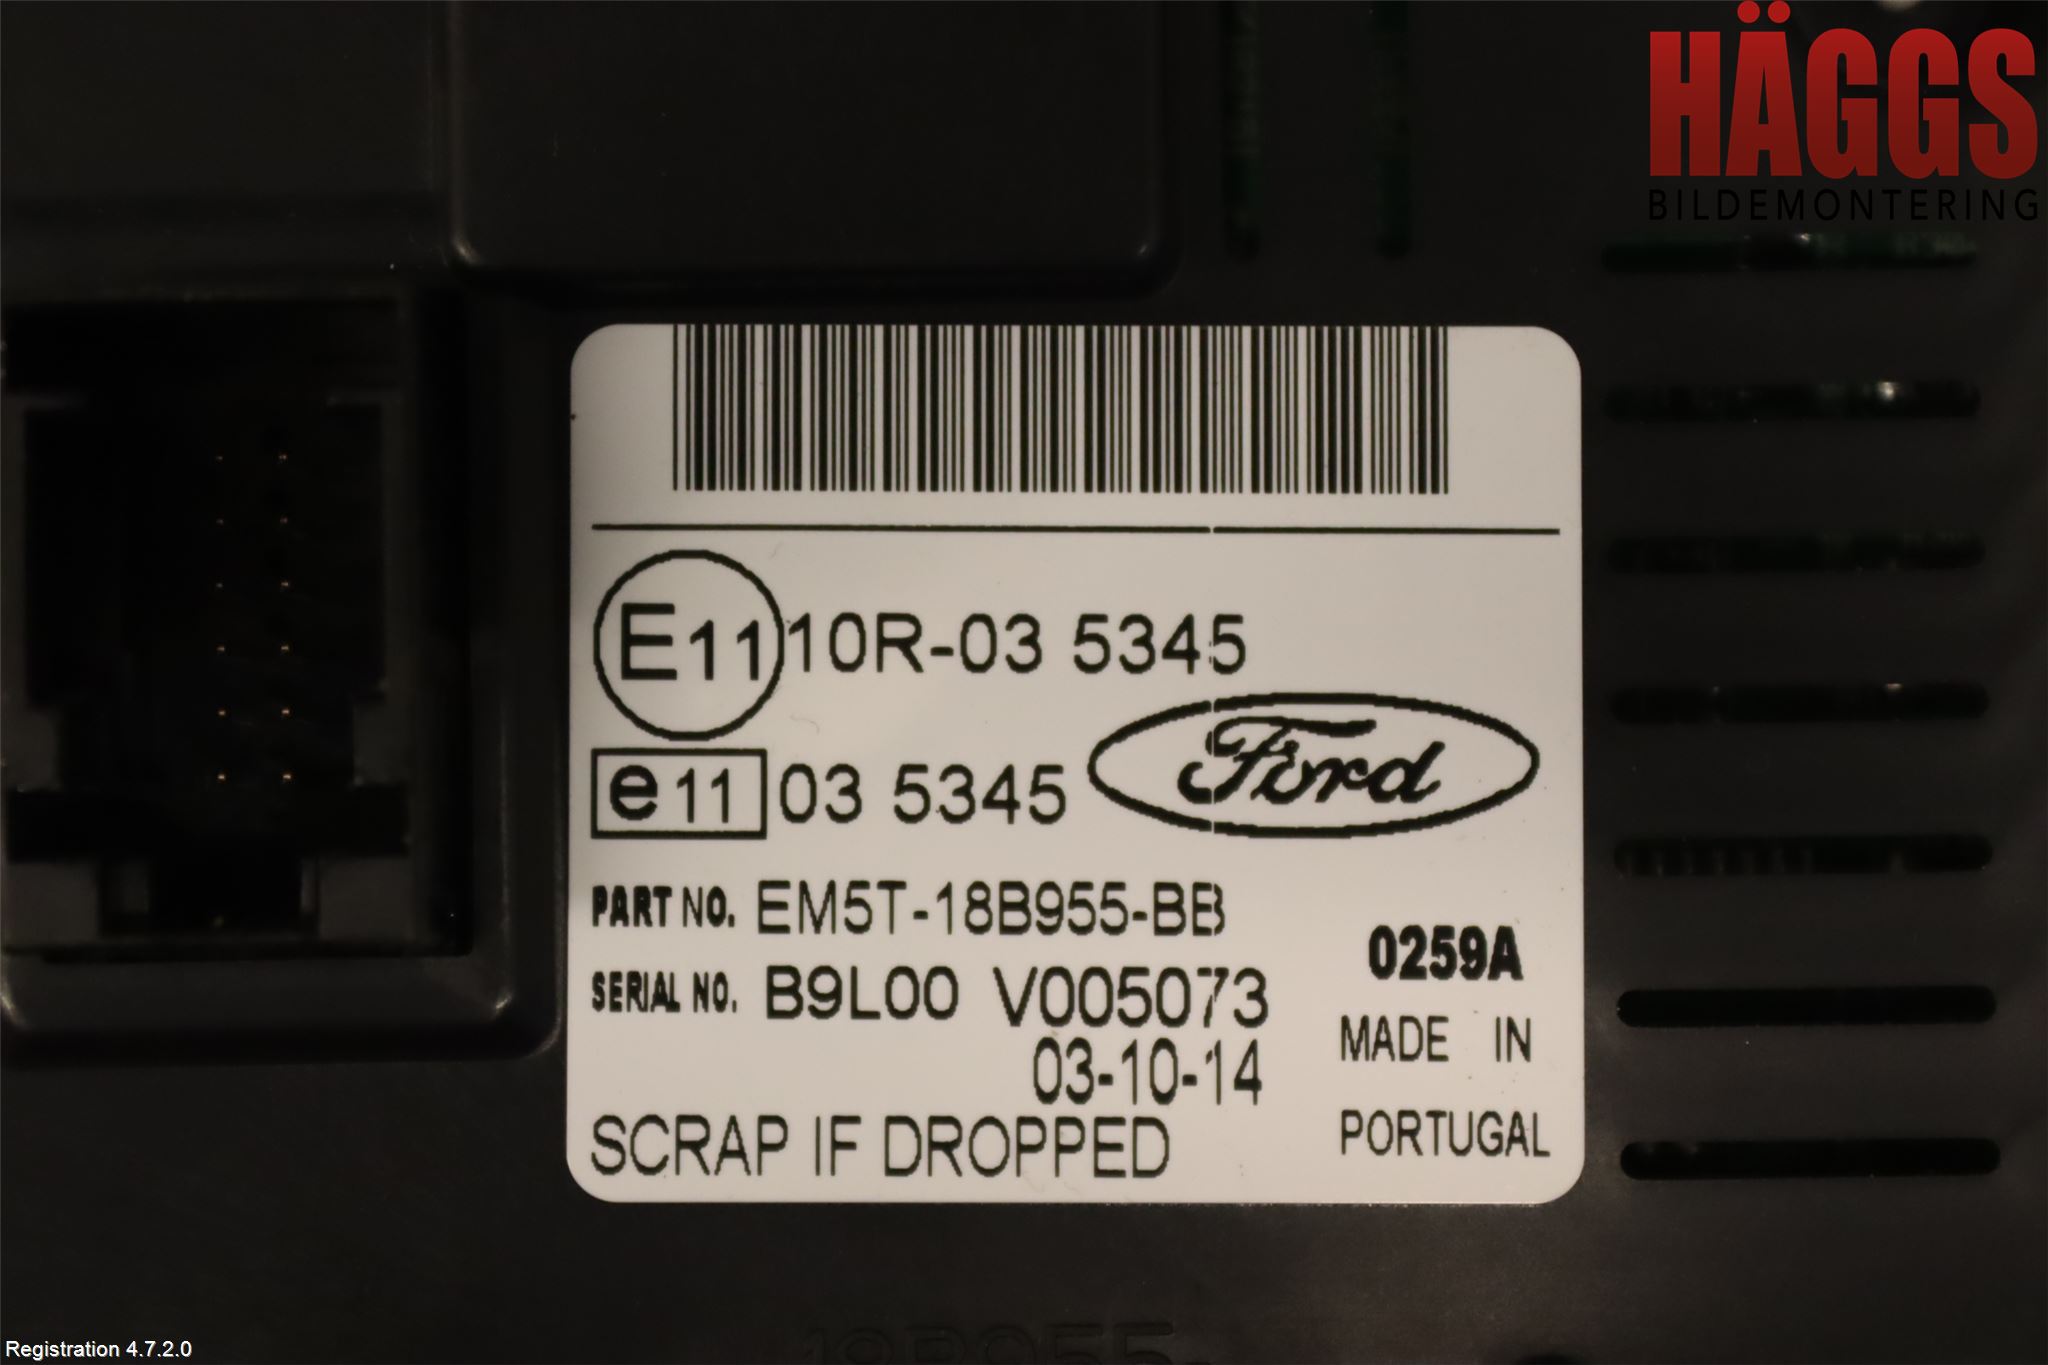 HÄGGS
BILDEMONTERING
E11 10R-03 5345
e11 03 5345
Ford
PART NO. EM5T-18B955-BB
SERIAL NO. B9L00 V005073
03-10-14
0259A
MADE IN
PORTUGAL
SCRAP IF DROPPED
18B955
Registration 4.7.2.0